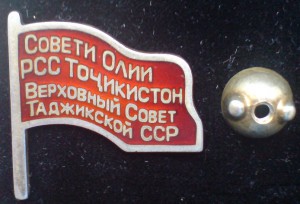 Совети Олии
РСС Тоҷикистон
Верховный Совет
Таджикской ССР